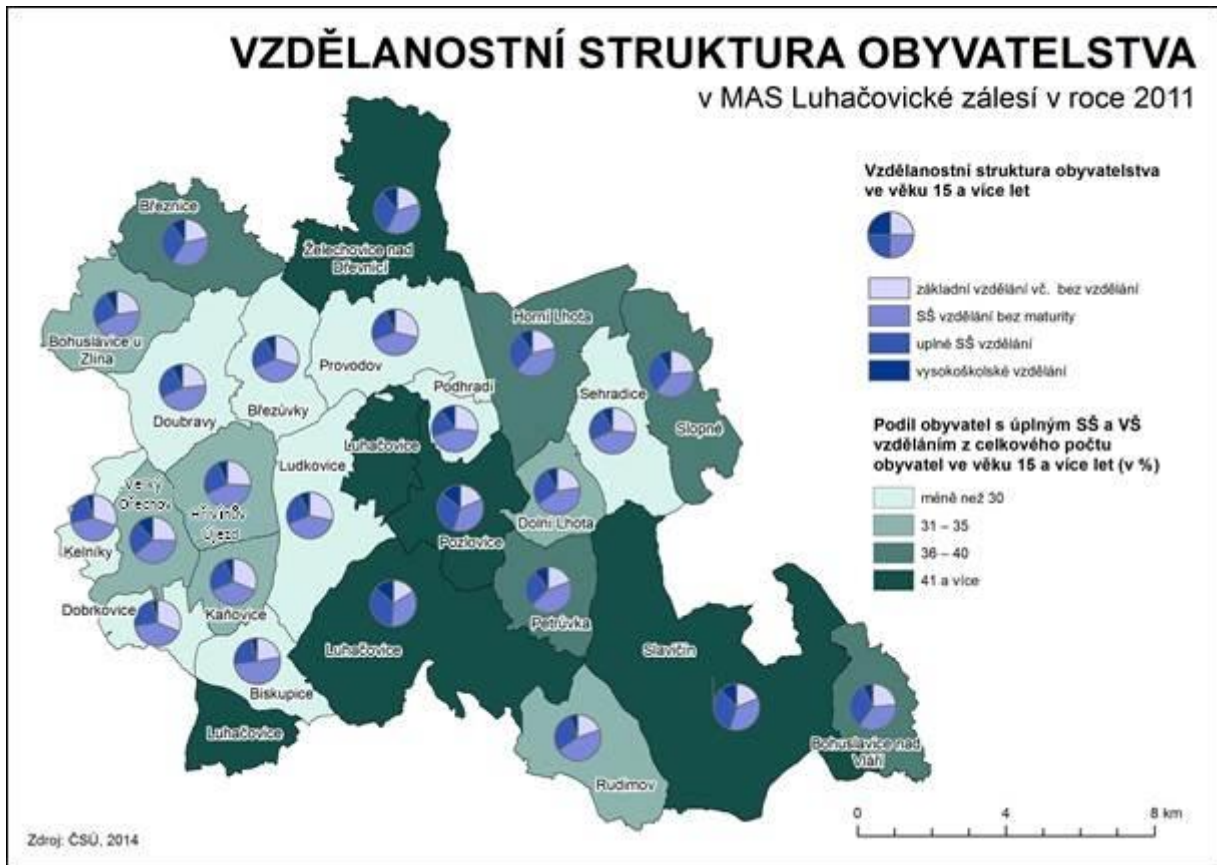 VZDĚLANOSTNÍ STRUKTURA OBYVATELSTVA
v MAS Luhačovické zálesí v roce 2011
Vzdělanostní struktura obyvatelstva
ve věku 15 a více let
základní vzdělání vč. bez vzdělání
SŠ vzdělání bez maturity
uplné SŠ vzdělání
vysokoškolské vzdělání
Podíl obyvatel s úplným SŠ a VŠ
vzděláním z celkového počtu
obyvatel ve věku 15 a více let (v %)
méně než 30
31 – 35
36 – 40
41 a více
Březnice
Želechovice nad
Dřevnicí
Bohuslavice u
Zlína
Horní Lhota
Provodov
Podhradí
Sehradice
Březůvky
Doubravy
Slopné
Luhačovice
Ludkovice
Velký
Ořechov
Hřivínův
Újezd
Dolní Lhota
Kelníky
Pozlovice
Dobrkovice
Kaňovice
Petrůvka
Luhačovice
Slavičín
Biskupice
Luhačovice
Bohuslavice nad
Vláří
Rudimov
0 4 8 km
Zdroj: ČSÚ, 2014